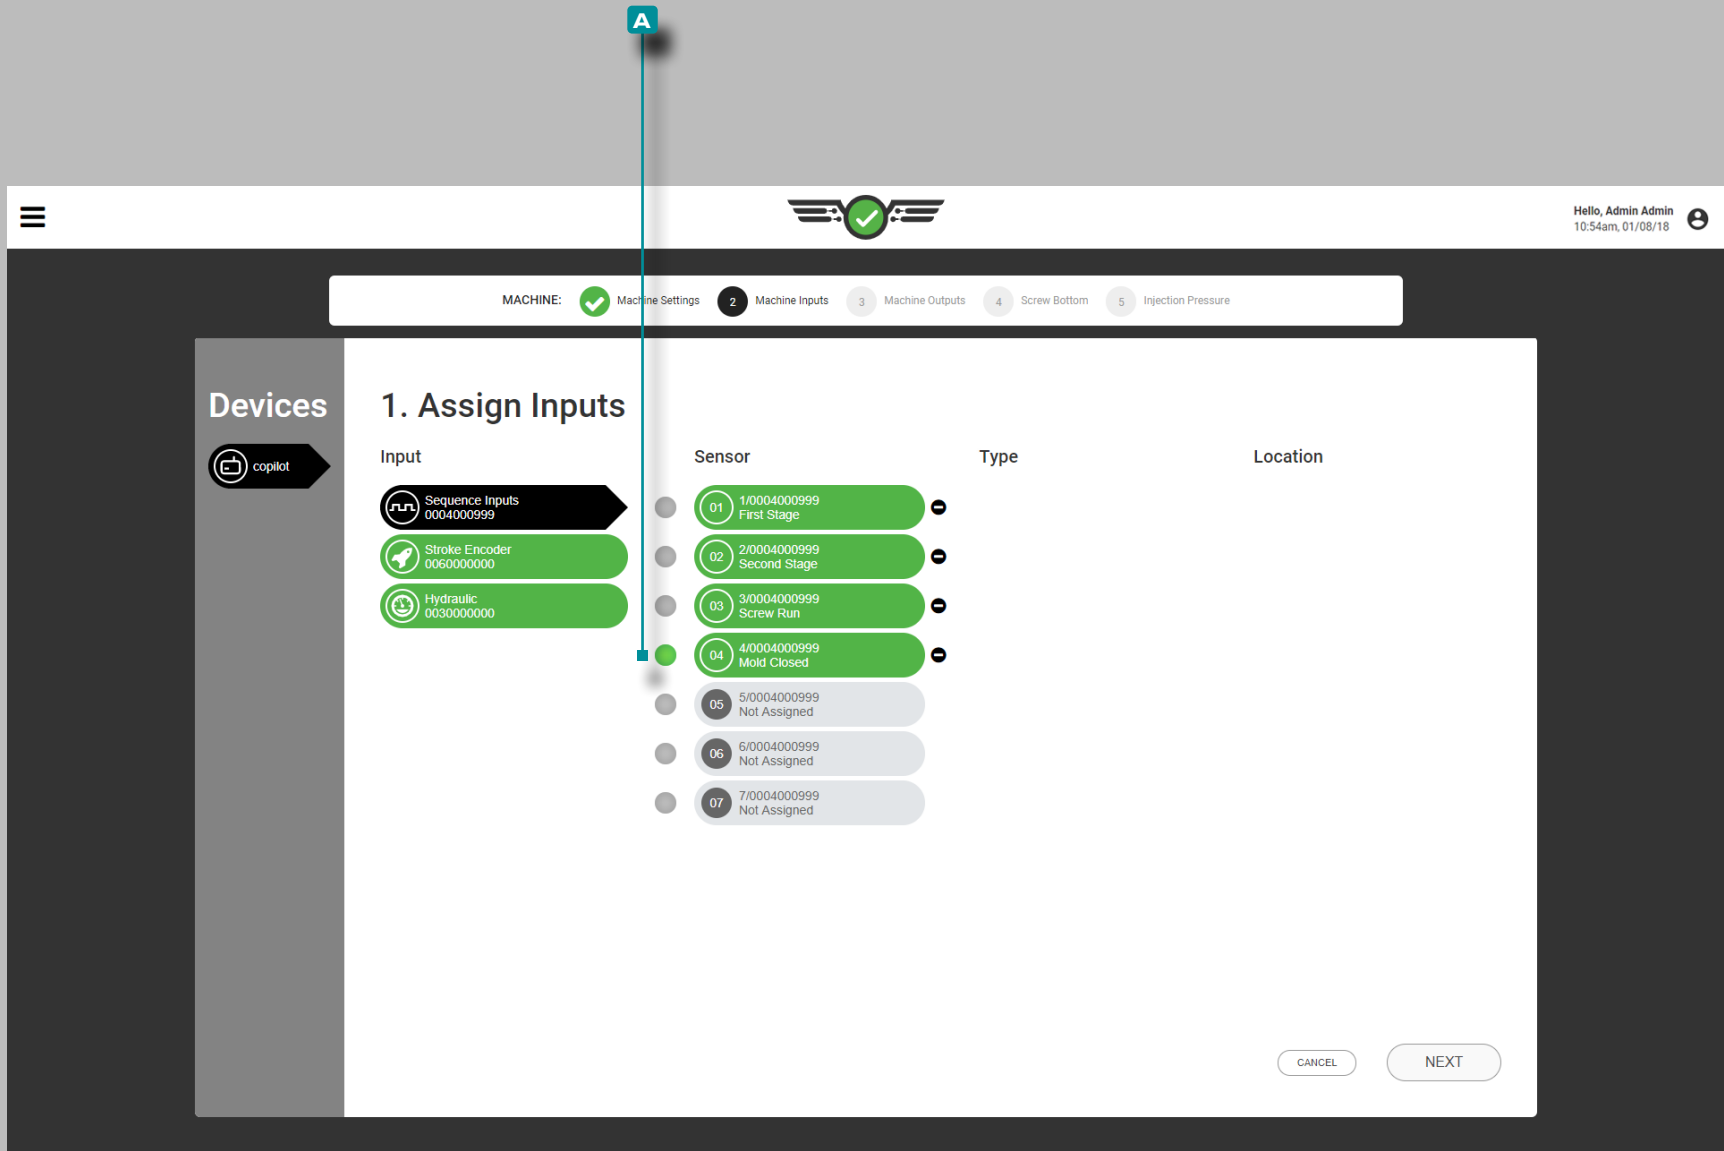 A
Hello, Admin Admin
10:54am, 01/08/18
MACHINE: Machine Settings 2 Machine Inputs 3 Machine Outputs 4 Screw Bottom 5 Injection Pressure
Devices
copilot
1. Assign Inputs
Input Sensor Type Location
Sequence Inputs
0004000999
Stroke Encoder
0060000000
Hydraulic
0030000000
01 1/0004000999
First Stage
02 2/0004000999
Second Stage
03 3/0004000999
Screw Run
04 4/0004000999
Mold Closed
05 5/0004000999
Not Assigned
06 6/0004000999
Not Assigned
07 7/0004000999
Not Assigned
CANCEL NEXT